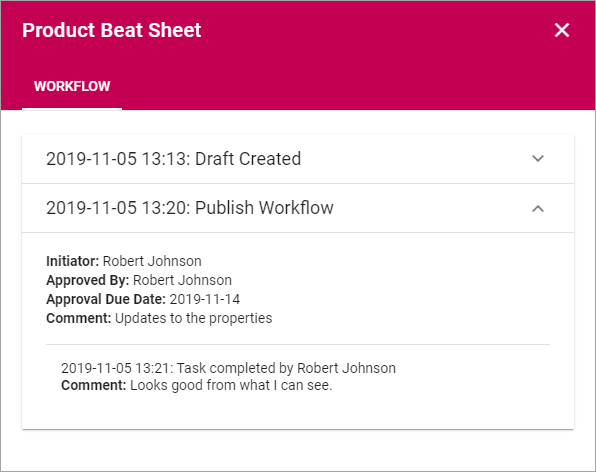 Product Beat Sheet
WORKFLOW
2019-11-05 13:13: Draft Created
2019-11-05 13:20: Publish Workflow
Initiator: Robert Johnson
Approved By: Robert Johnson
Approval Due Date: 2019-11-14
Comment: Updates to the properties
2019-11-05 13:21: Task completed by Robert Johnson
Comment: Looks good from what I can see.